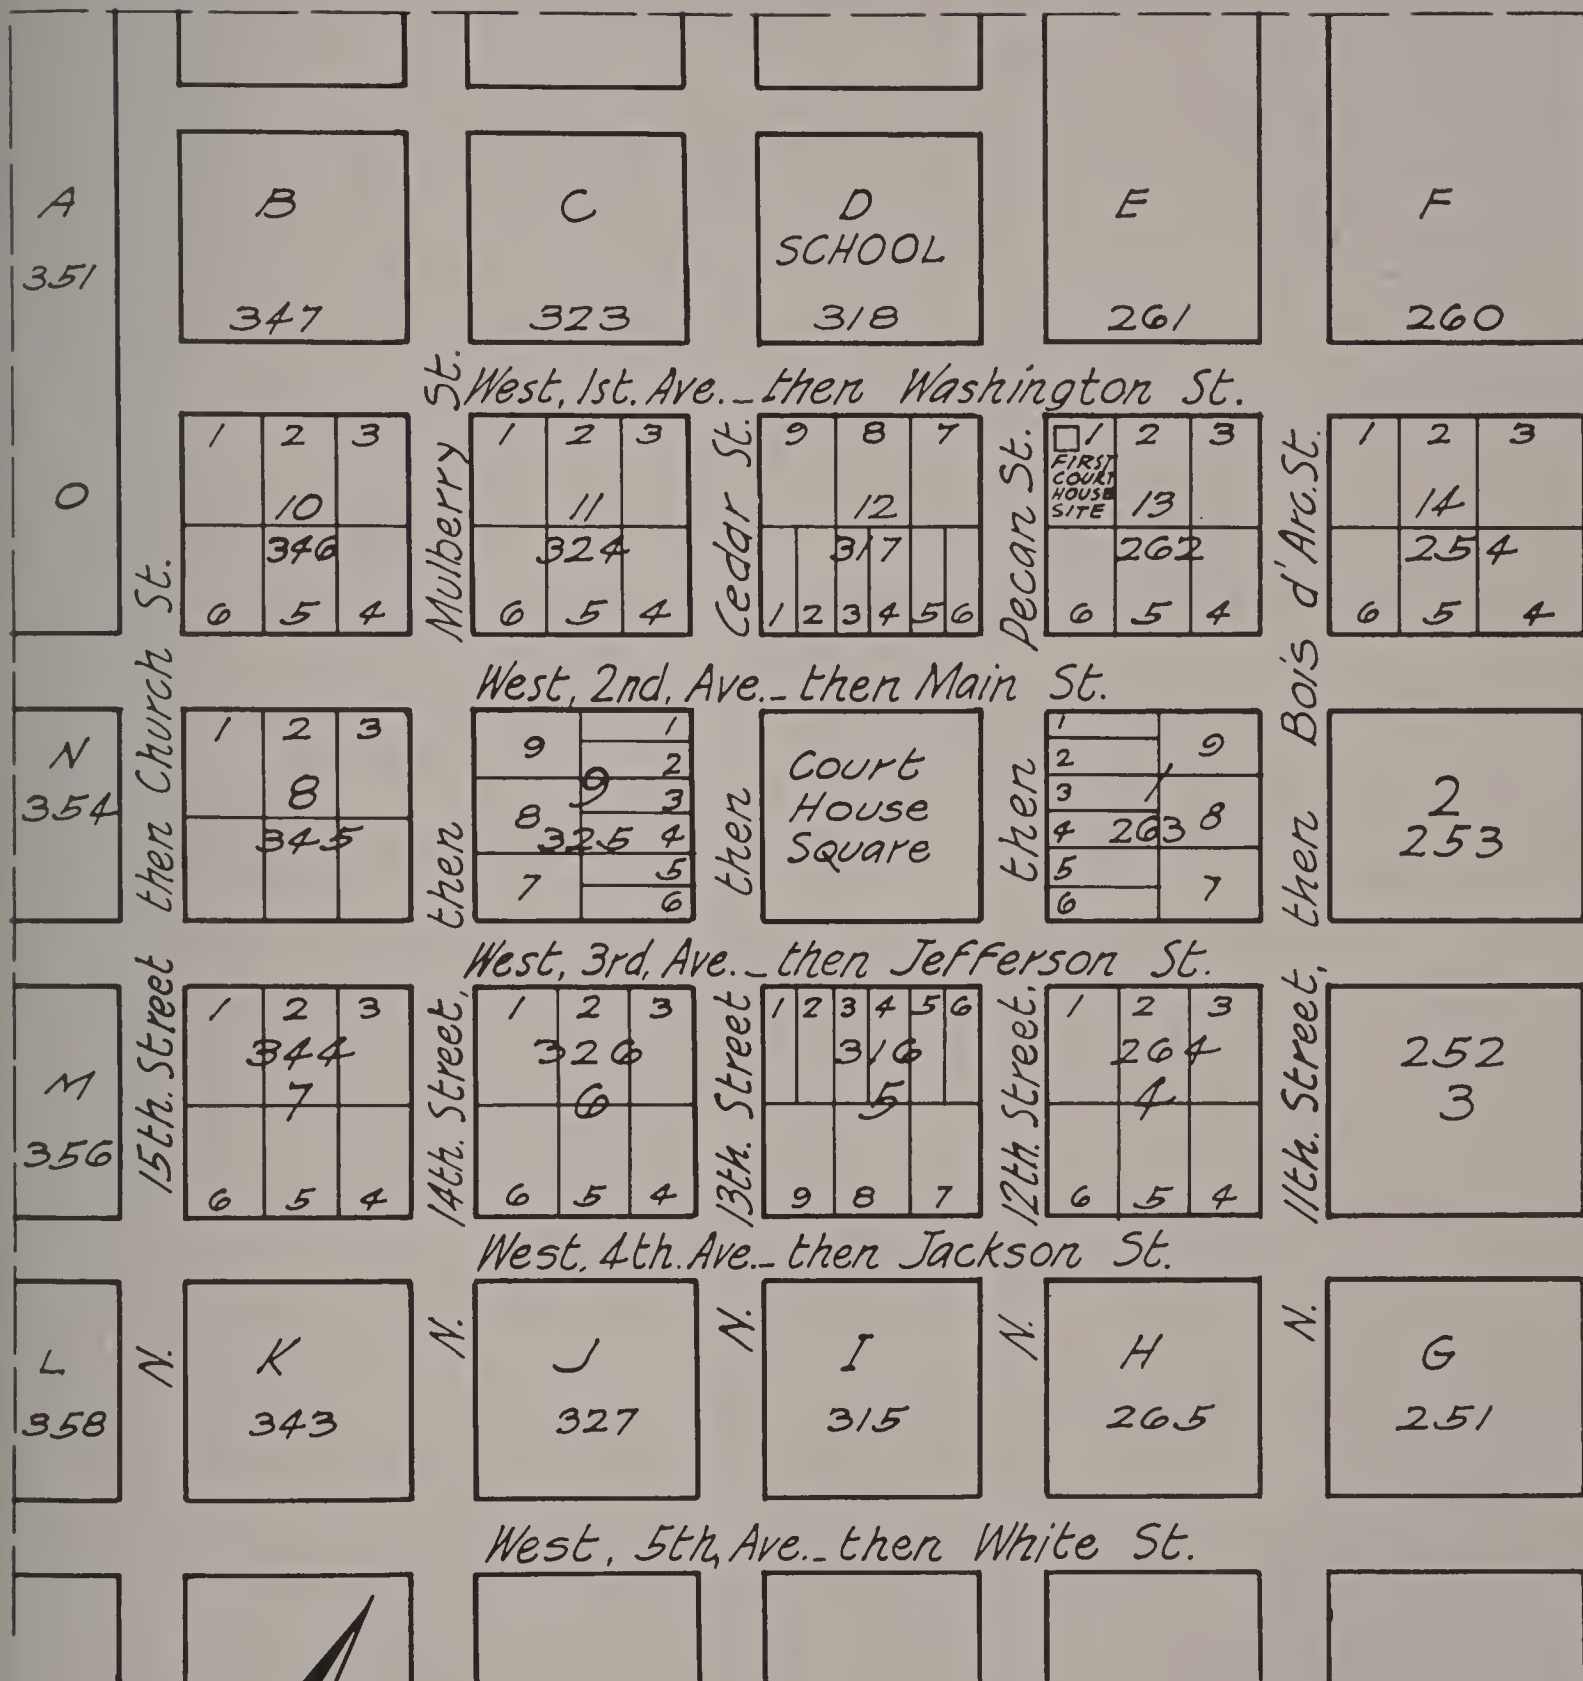 A
351
O
B
347
C
323
D
SCHOOL
318
E
261
F
260
West, 1st. Ave. - then Washington St.
1 2 3
10
346
6 5 4
1 2 3
11
324
6 5 4
9 8 7
12
317
1 2 3 4 5 6
1 2 3
FIRST
COURT
HOUSE
SITE
13
262
6 5 4
1 2 3
14
254
6 5 4
West, 2nd, Ave. - then Main St.
N
354
1 2 3
8
345
9
8
7
9
325
1
2
3
4
5
6
Court
House
Square
1
2
3
4
5
6
1
263
9
8
7
2
253
West, 3rd, Ave. - then Jefferson St.
M
356
1 2 3
344
7
6 5 4
1 2 3
326
6
6 5 4
1 2 3 4 5 6
316
5
9 8 7
1 2 3
264
4
6 5 4
252
3
West, 4th. Ave. - then Jackson St.
L
358
K
343
J
327
I
315
H
265
G
251
West, 5th, Ave. - then White St.
N. 15th. Street then Church St.
N. 14th. Street, then Mulberry St.
N. 13th. Street then Cedar St.
N. 12th. Street, then Pecan St.
N. 11th. Street, then Bois d'Arc. St.